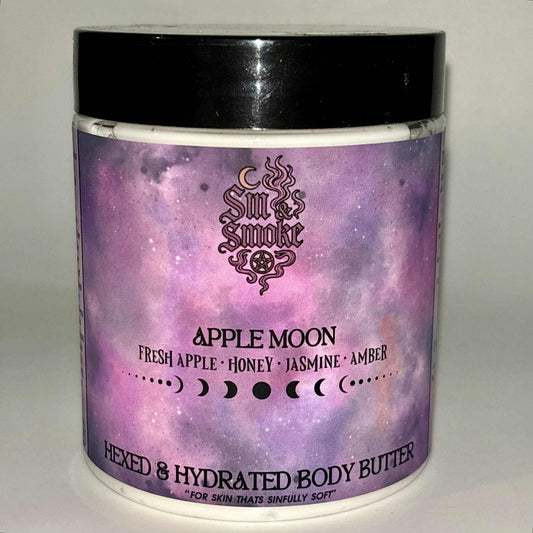 Sin &
Smoke
APPLE MOON
FRESH APPLE · HONEY · JASMINE · AMBER
HEXED & HYDRATED BODY BUTTER
"FOR SKIN THATS SINFULLY SOFT"